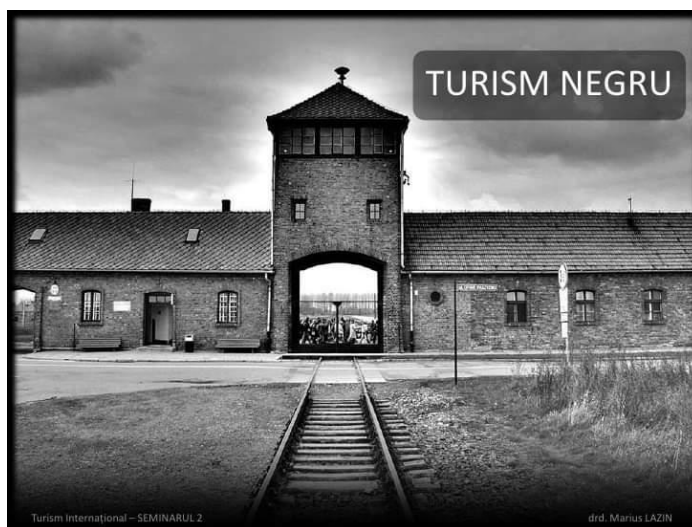 TURISM NEGRU
Turism Internațional – SEMINARUL 2
drd. Marius LAZIN